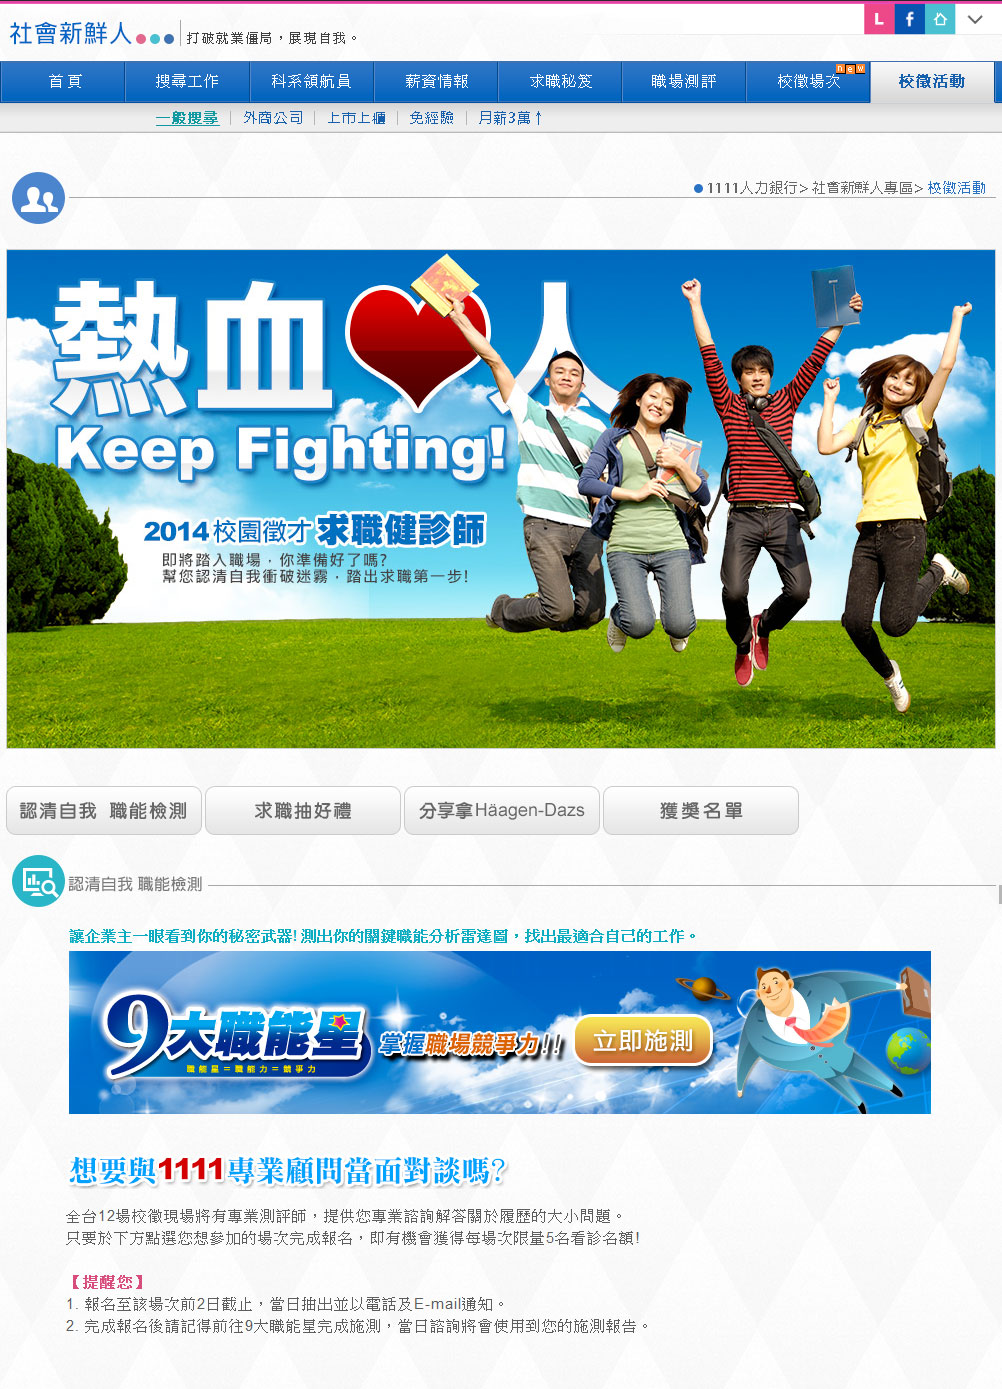 社會新鮮人 打破就業僵局，展現自我。
L f
首頁 搜尋工作 科系領航員 薪資情報 求職秘笈 職場測評 校徵場次 new 校徵活動
一般搜尋 外商公司 上市上櫃 免經驗 月薪3萬↑
1111人力銀行> 社會新鮮人專區> 校徵活動
熱血 人
Keep Fighting!
2014校園徵才 求職健診師
即將踏入職場，你準備好了嗎?
幫您認清自我衝破迷霧，踏出求職第一步!
認清自我 職能檢測 求職抽好禮 分享拿Häagen-Dazs 獲獎名單
認清自我 職能檢測
讓企業主一眼看到你的秘密武器! 測出你的關鍵職能分析雷達圖，找出最適合自己的工作。
9大職能星 掌握職場競爭力!! 立即施測
職能星=職能力=競爭力
想要與1111專業顧問當面對談嗎?
全台12場校徵現場將有專業測評師，提供您專業諮詢解答關於履歷的大小問題。
只要於下方點選您想參加的場次完成報名，即有機會獲得每場次限量5名看診名額!
【提醒您】
1. 報名至該場次前2日截止，當日抽出並以電話及E-mail通知。
2. 完成報名後請記得前往9大職能星完成施測，當日諮詢將會使用到您的施測報告。